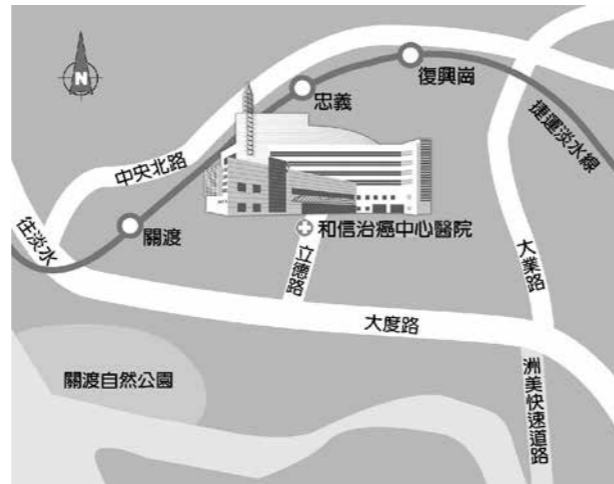 N
復興崗
忠義
捷運淡水線
中央北路
關渡
往淡水
和信治癌中心醫院
立德路
大業路
大度路
關渡自然公園
洲美快速道路